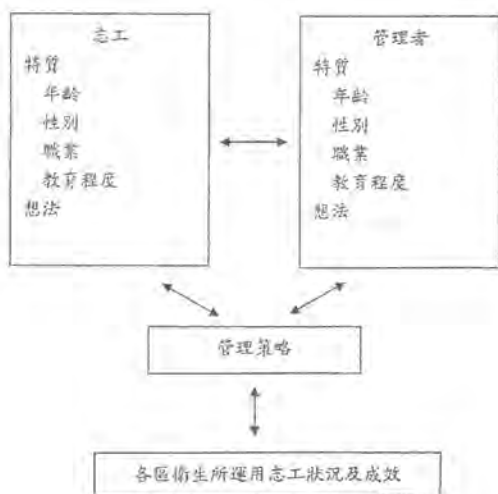 志工
特質
年齡
性別
職業
教育程度
想法
管理者
特質
年齡
性別
職業
教育程度
想法
管理策略
各區衛生所運用志工狀況及成效